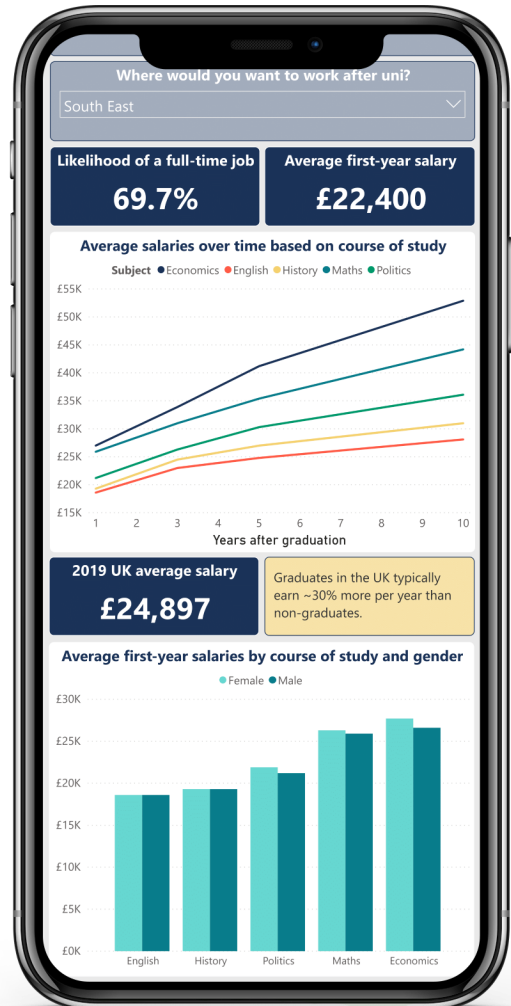 Where would you want to work after uni?
South East
Likelihood of a full-time job
69.7%
Average first-year salary
£22,400
Average salaries over time based on course of study
Subject Economics English History Maths Politics
£55K
£50K
£45K
£40K
£35K
£30K
£25K
£20K
£15K
1 2 3 4 5 6 7 8 9 10
Years after graduation
2019 UK average salary
£24,897
Graduates in the UK typically
earn ~30% more per year than
non-graduates.
Average first-year salaries by course of study and gender
Female Male
£30K
£25K
£20K
£15K
£10K
£5K
£0K
English History Politics Maths Economics